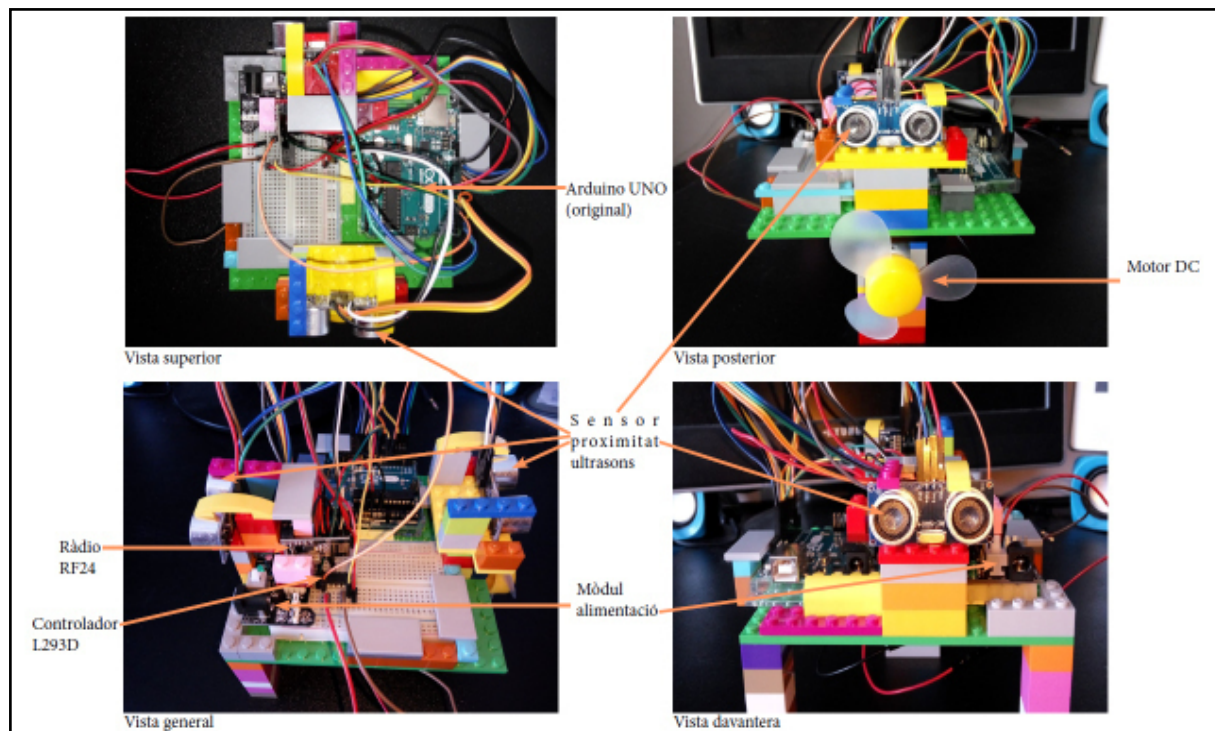 Arduino UNO
(original)
Motor DC
Vista superior
Vista posterior
Sensor
proximitat
ultrasons
Ràdio
RF24
Mòdul
alimentació
Controlador
L293D
Vista general
Vista davantera